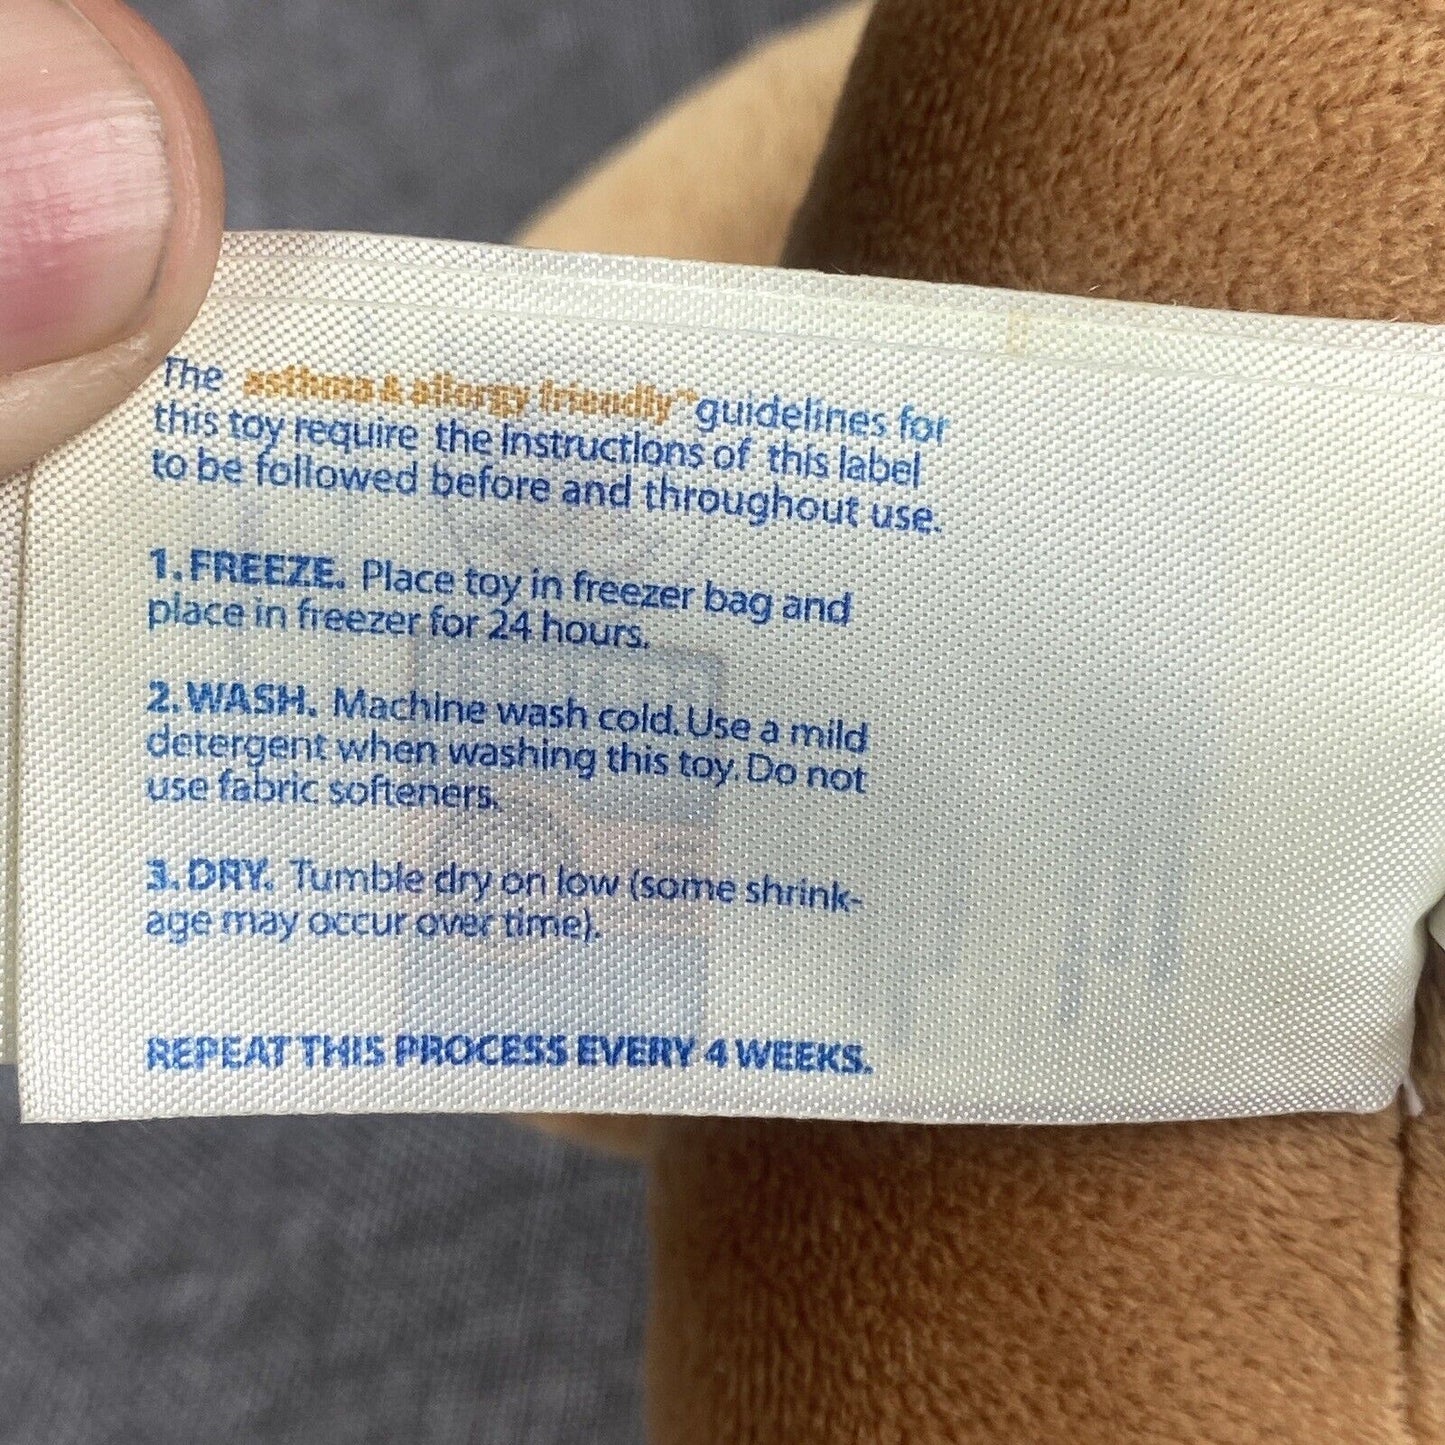 The asthma & allergy friendly™ guidelines for
this toy require the instructions of this label
to be followed before and throughout use.
1. FREEZE. Place toy in freezer bag and
place in freezer for 24 hours.
2. WASH. Machine wash cold. Use a mild
detergent when washing this toy. Do not
use fabric softeners.
3. DRY. Tumble dry on low (some shrink-
age may occur over time).
REPEAT THIS PROCESS EVERY 4 WEEKS.